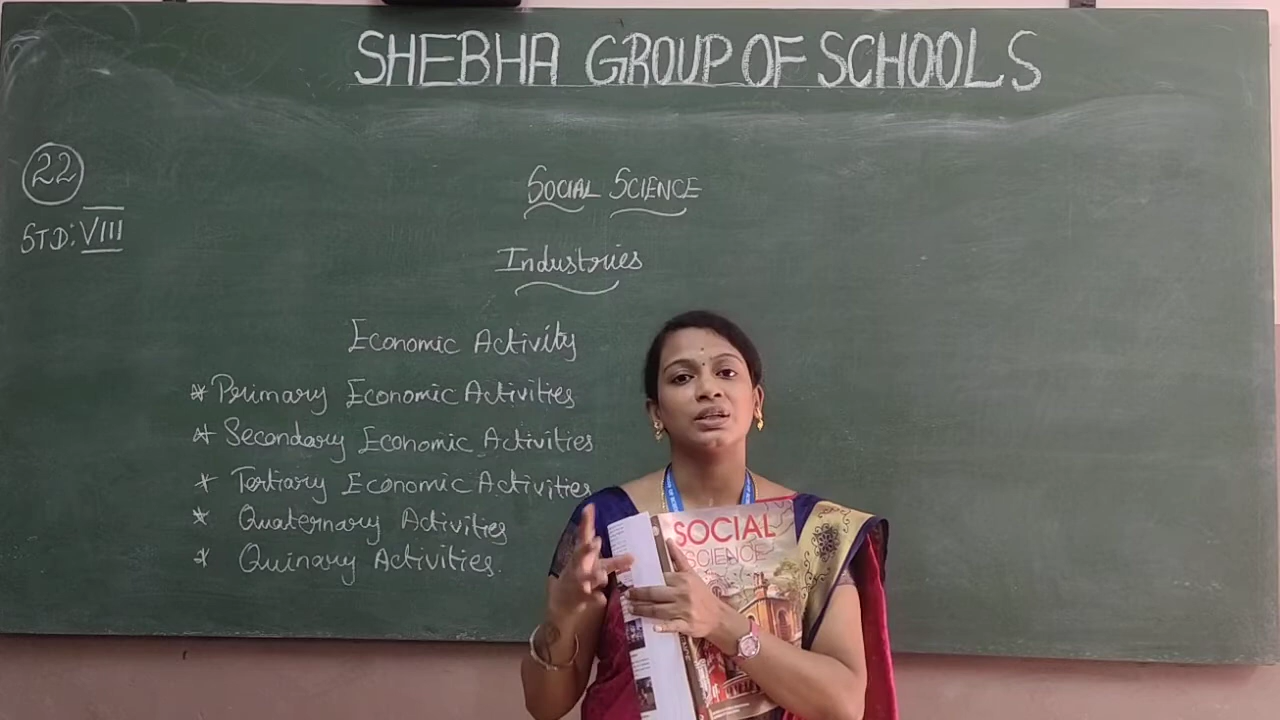 SHEBHA GROUP OF SCHOOLS
22
STD: VIII
SOCIAL SCIENCE
Industries
Economic Activity
* Primary Economic Activities
* Secondary Economic Activities
* Tertiary Economic Activities
* Quaternary Activities
* Quinary Activities.
SOCIAL
SCIENCE